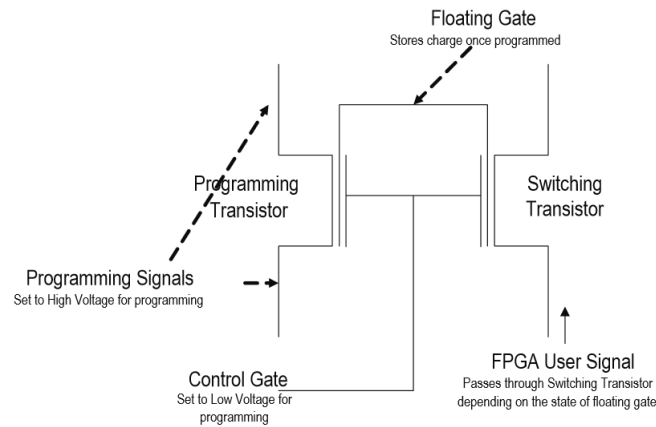 Floating Gate
Stores charge once programmed
Programming
Transistor
Switching
Transistor
Programming Signals
Set to High Voltage for programming
Control Gate
Set to Low Voltage for
programming
FPGA User Signal
Passes through Switching Transistor
depending on the state of floating gate